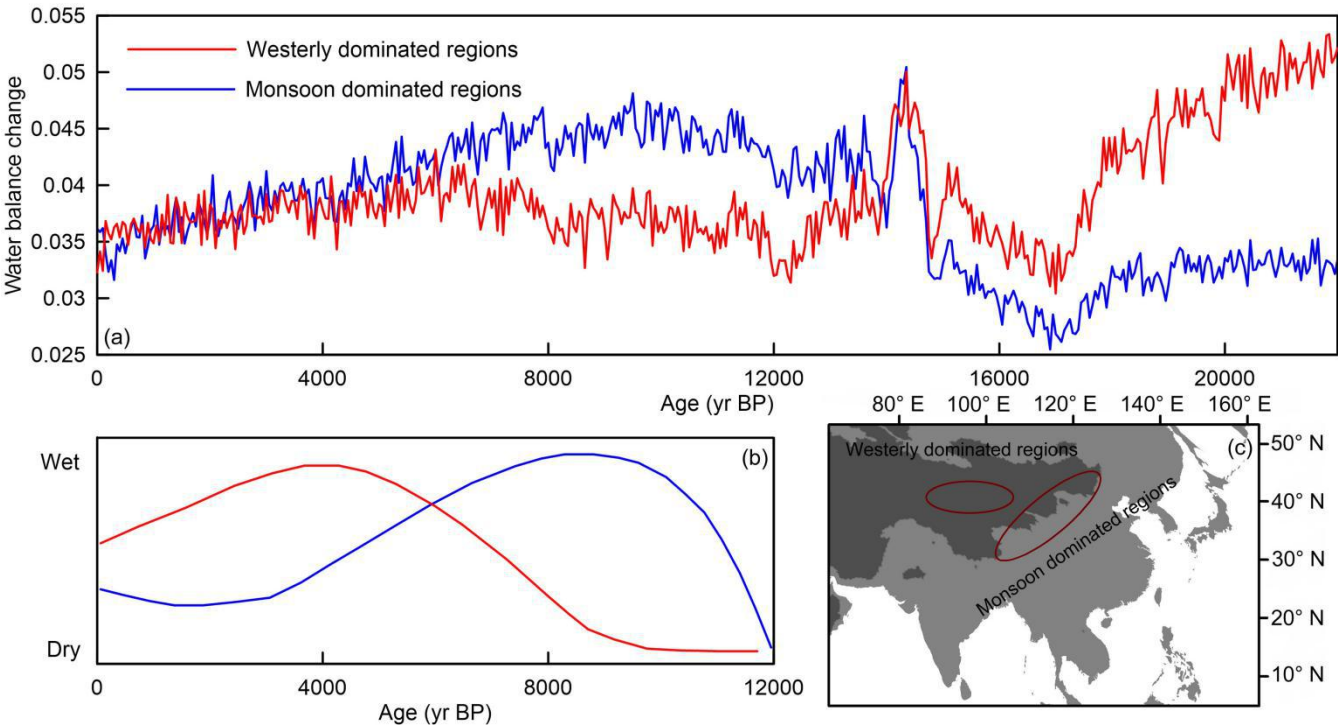 0.055
0.05
0.045
0.04
0.035
0.03
0.025
Water balance change
Westerly dominated regions
Monsoon dominated regions
(a)
0 4000 8000 12000 16000 20000
Age (yr BP)
Wet
Dry
(b)
0 4000 8000 12000
Age (yr BP)
80° E 100° E 120° E 140° E 160° E
Westerly dominated regions
(c)
Monsoon dominated regions
50° N
40° N
30° N
20° N
10° N